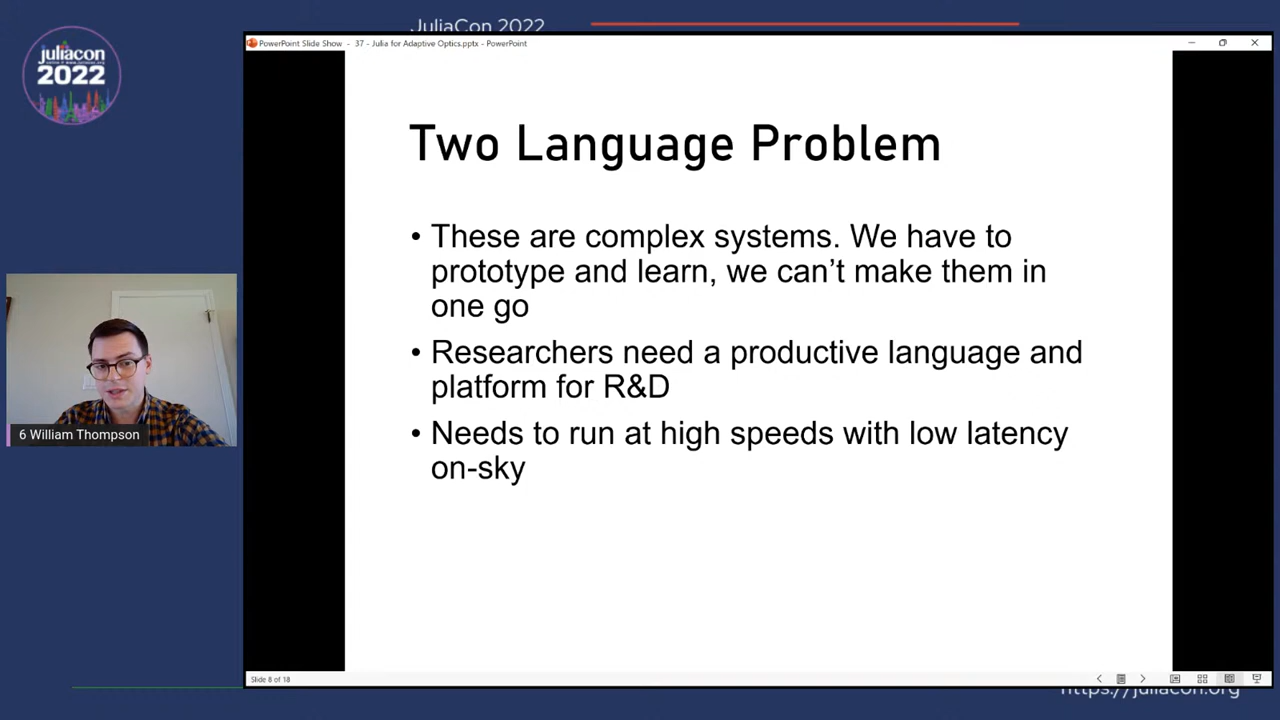 JuliaCon 2022
juliacon
2022
PowerPoint Slide Show - 37 - Julia for Adaptive Optics.pptx - PowerPoint
Two Language Problem
• These are complex systems. We have to
prototype and learn, we can’t make them in
one go
• Researchers need a productive language and
platform for R&D
• Needs to run at high speeds with low latency
on-sky
6 William Thompson
Slide 8 of 18
https://juliacon.org